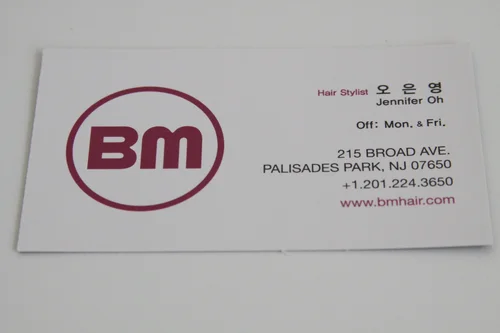 BM
Hair Stylist 오 은 영
Jennifer Oh
Off: Mon. & Fri.
215 BROAD AVE.
PALISADES PARK, NJ 07650
+1.201.224.3650
www.bmhair.com